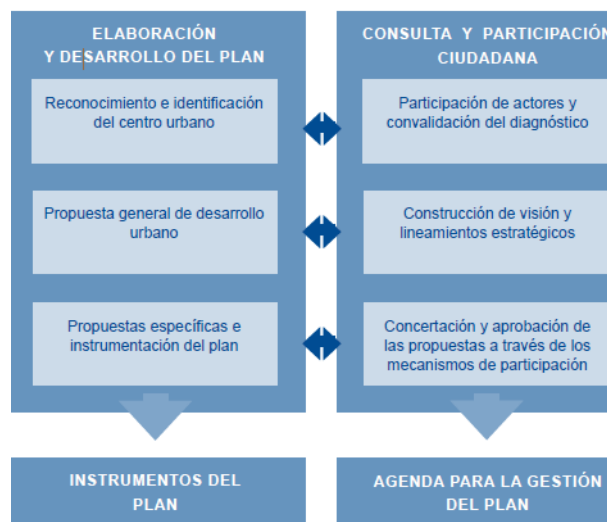 ELABORACIÓN
Y DESARROLLO DEL PLAN
Reconocimiento e identificación
del centro urbano
Propuesta general de desarrollo
urbano
Propuestas específicas e
instrumentación del plan
INSTRUMENTOS DEL
PLAN
CONSULTA Y PARTICIPACIÓN
CIUDADANA
Participación de actores y
convalidación del diagnóstico
Construcción de visión y
lineamientos estratégicos
Concertación y aprobación de
las propuestas a través de los
mecanismos de participación
AGENDA PARA LA GESTIÓN
DEL PLAN